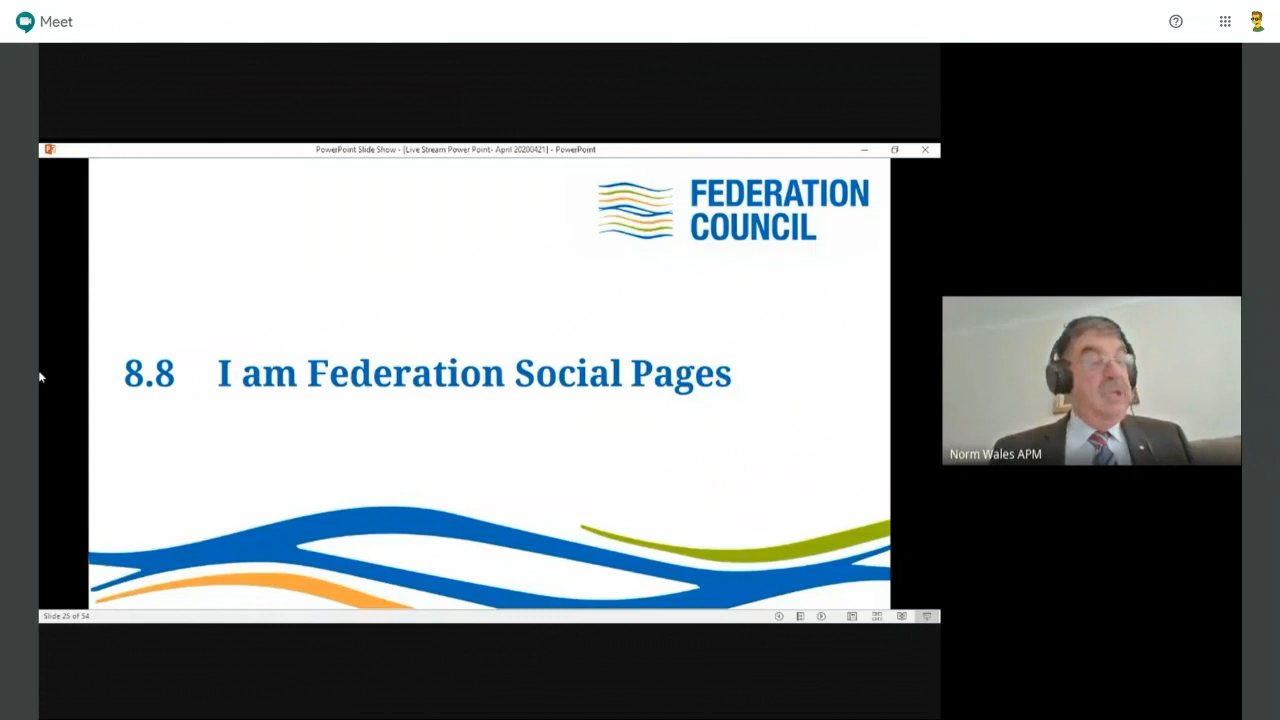 Meet
PowerPoint Slide Show - [Live Stream Power Point- April 20200421] - PowerPoint
FEDERATION
COUNCIL
8.8 I am Federation Social Pages
Norm Wales APM
Slide 25 of 54